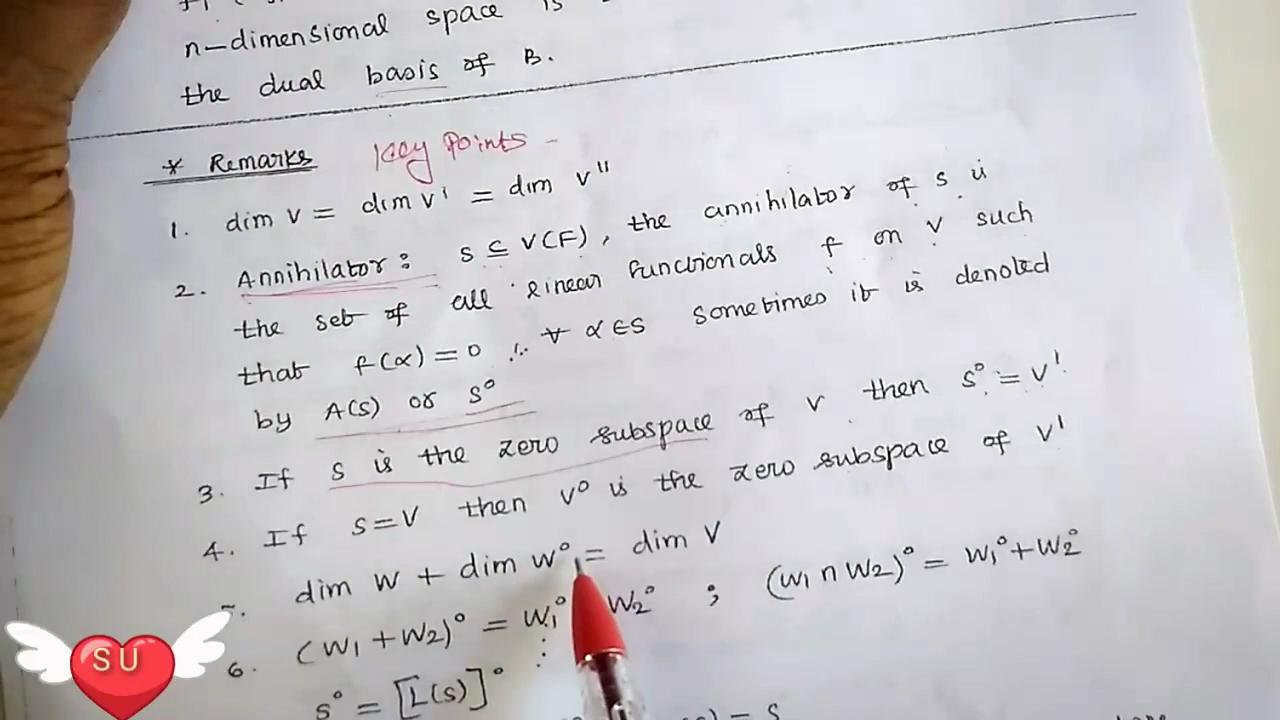 n-dimensional space is
the dual basis of B.
* Remarks Key Points -
1. dim V = dim V' = dim V''
2. Annihilator: S ⊆ V(F), the annihilator of S is
the set of all linear functionals f on V such
that f(α) = 0 ∴ ∀ α ∈ S sometimes it is denoted
by A(S) or S°
3. If S is the zero subspace of V then S° = V'
4. If S = V then V° is the zero subspace of V'
dim W + dim W° = dim V
6. (W1 + W2)° = W1° W2° ; (W1 ∩ W2)° = W1° + W2°
S° = [L(S)]°
= S
SU